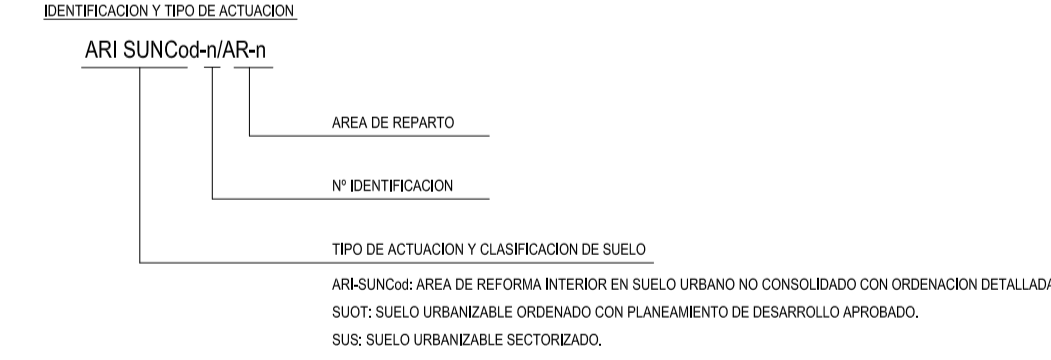 IDENTIFICACION Y TIPO DE ACTUACION
ARI SUNCod-n/AR-n
AREA DE REPARTO
Nº IDENTIFICACION
TIPO DE ACTUACION Y CLASIFICACION DE SUELO
ARI-SUNCod: AREA DE REFORMA INTERIOR EN SUELO URBANO NO CONSOLIDADO CON ORDENACION DETALLADA
SUOT: SUELO URBANIZABLE ORDENADO CON PLANEAMIENTO DE DESARROLLO APROBADO.
SUS: SUELO URBANIZABLE SECTORIZADO.